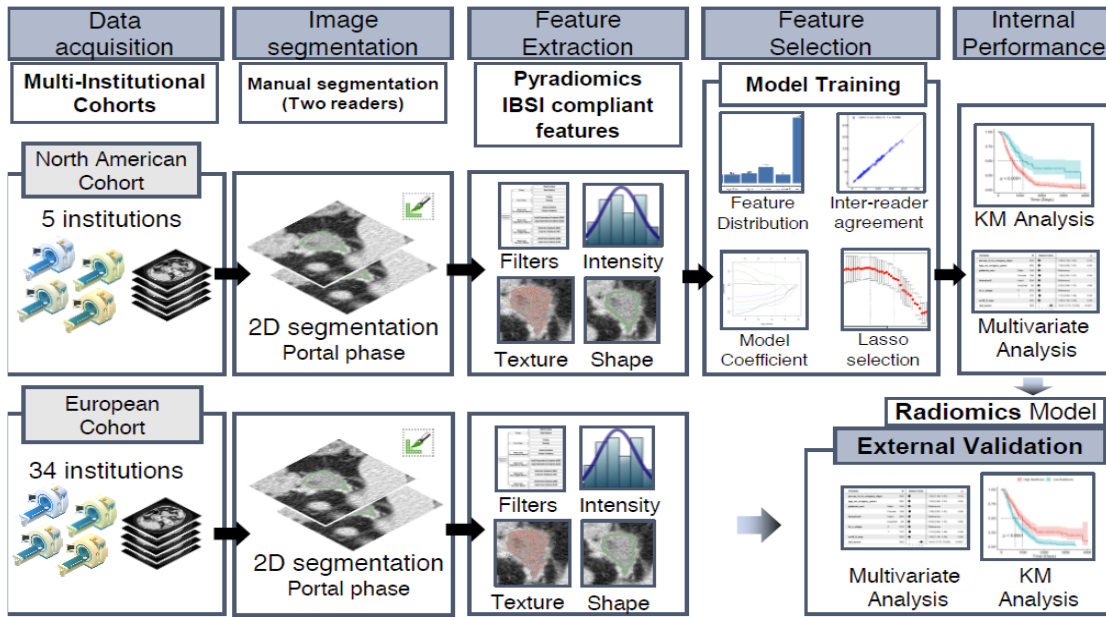 Data
acquisition
Image
segmentation
Feature
Extraction
Feature
Selection
Internal
Performance
Multi-Institutional
Cohorts
Manual segmentation
(Two readers)
Pyradiomics
IBSI compliant
features
Model Training
North American
Cohort
5 institutions
2D segmentation
Portal phase
Filters
Intensity
Texture
Shape
Feature
Distribution
Inter-reader
agreement
Model
Coefficient
Lasso
selection
KM Analysis
Multivariate
Analysis
European
Cohort
34 institutions
2D segmentation
Portal phase
Filters
Intensity
Texture
Shape
Radiomics Model
External Validation
Multivariate
Analysis
KM
Analysis